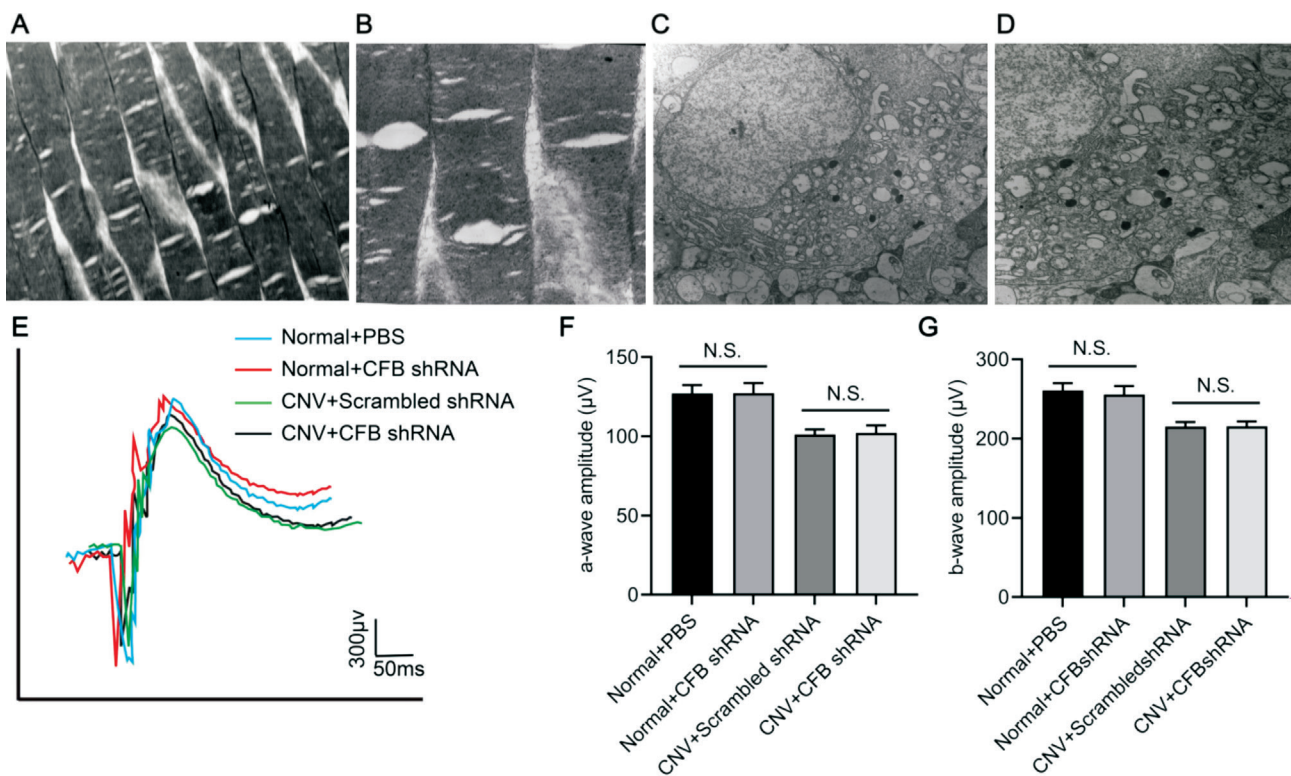 A
B
C
D
E
Normal+PBS
Normal+CFB shRNA
CNV+Scrambled shRNA
CNV+CFB shRNA
300μv
50ms
F
a-wave amplitude (μV)
150
100
50
0
N.S.
N.S.
Normal+PBS
Normal+CFB shRNA
CNV+Scrambled shRNA
CNV+CFB shRNA
G
b-wave amplitude (μV)
300
200
100
0
N.S.
N.S.
Normal+PBS
Normal+CFBshRNA
CNV+ScrambledshRNA
CNV+CFBshRNA